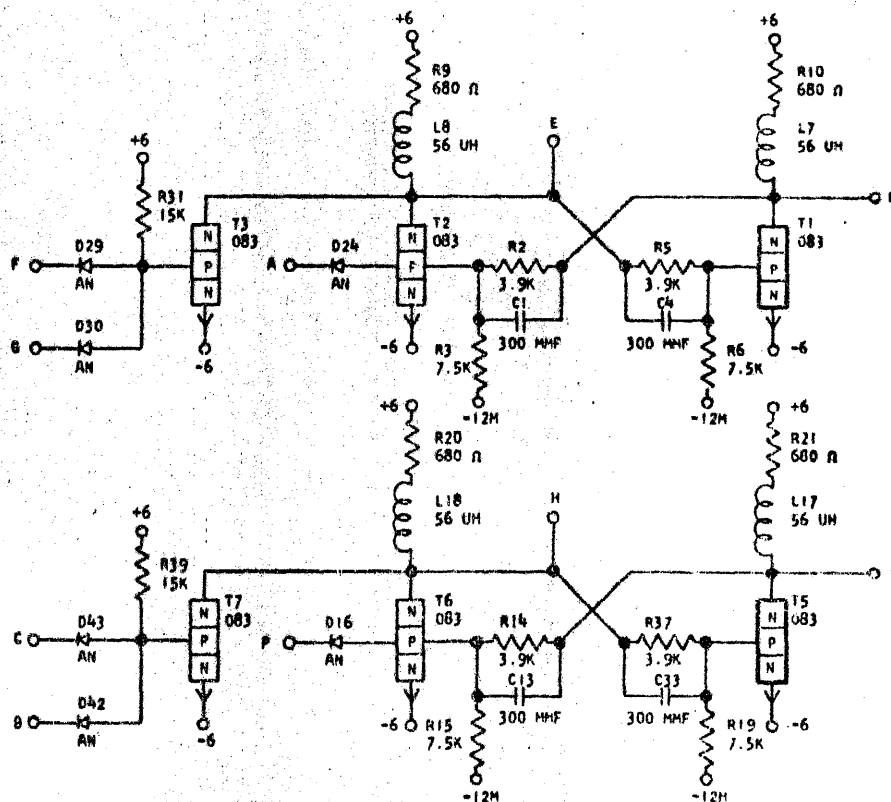 +6
+6
R9
680 Ω
R10
680 Ω
L8
56 UH
E
L7
56 UH
+6
R31
15K
T3
083
T2
083
T1
083
D29
F
AN
N
P
N
D24
A
AN
N
P
N
R2
3.9K
C1
300 MMF
R5
3.9K
C4
300 MMF
N
P
N
D30
AN
-6
-6
R3
7.5K
-12M
R6
7.5K
-12M
-6
+6
+6
R20
680 Ω
R21
680 Ω
L18
56 UH
H
L17
56 UH
+6
R39
15K
T7
083
T6
083
T5
083
D43
C
AN
N
P
N
D16
P
AN
N
P
N
R14
3.9K
C13
300 MMF
R37
3.9K
C33
300 MMF
N
P
N
D42
AN
-6
-6
R15
7.5K
-12M
R19
7.5K
-12M
-6